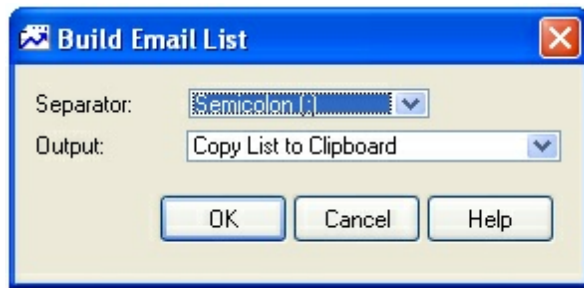 Build Email List
Separator: Semicolon (;)
Output: Copy List to Clipboard
OK Cancel Help